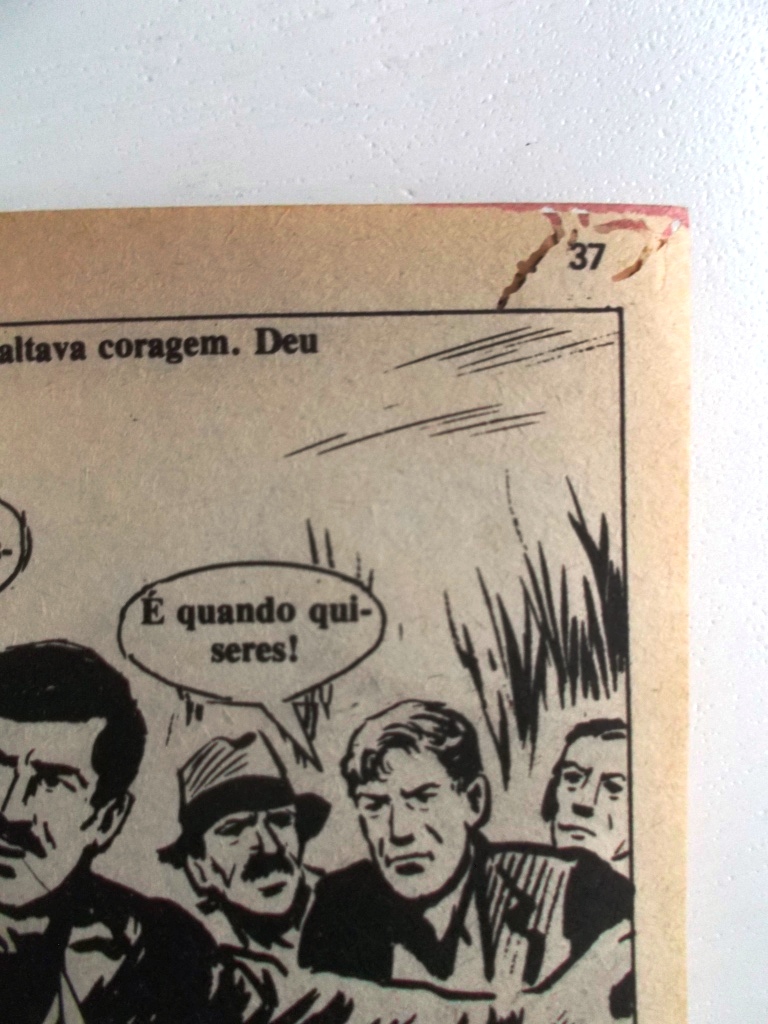 37
altava coragem. Deu
É quando qui-
seres!